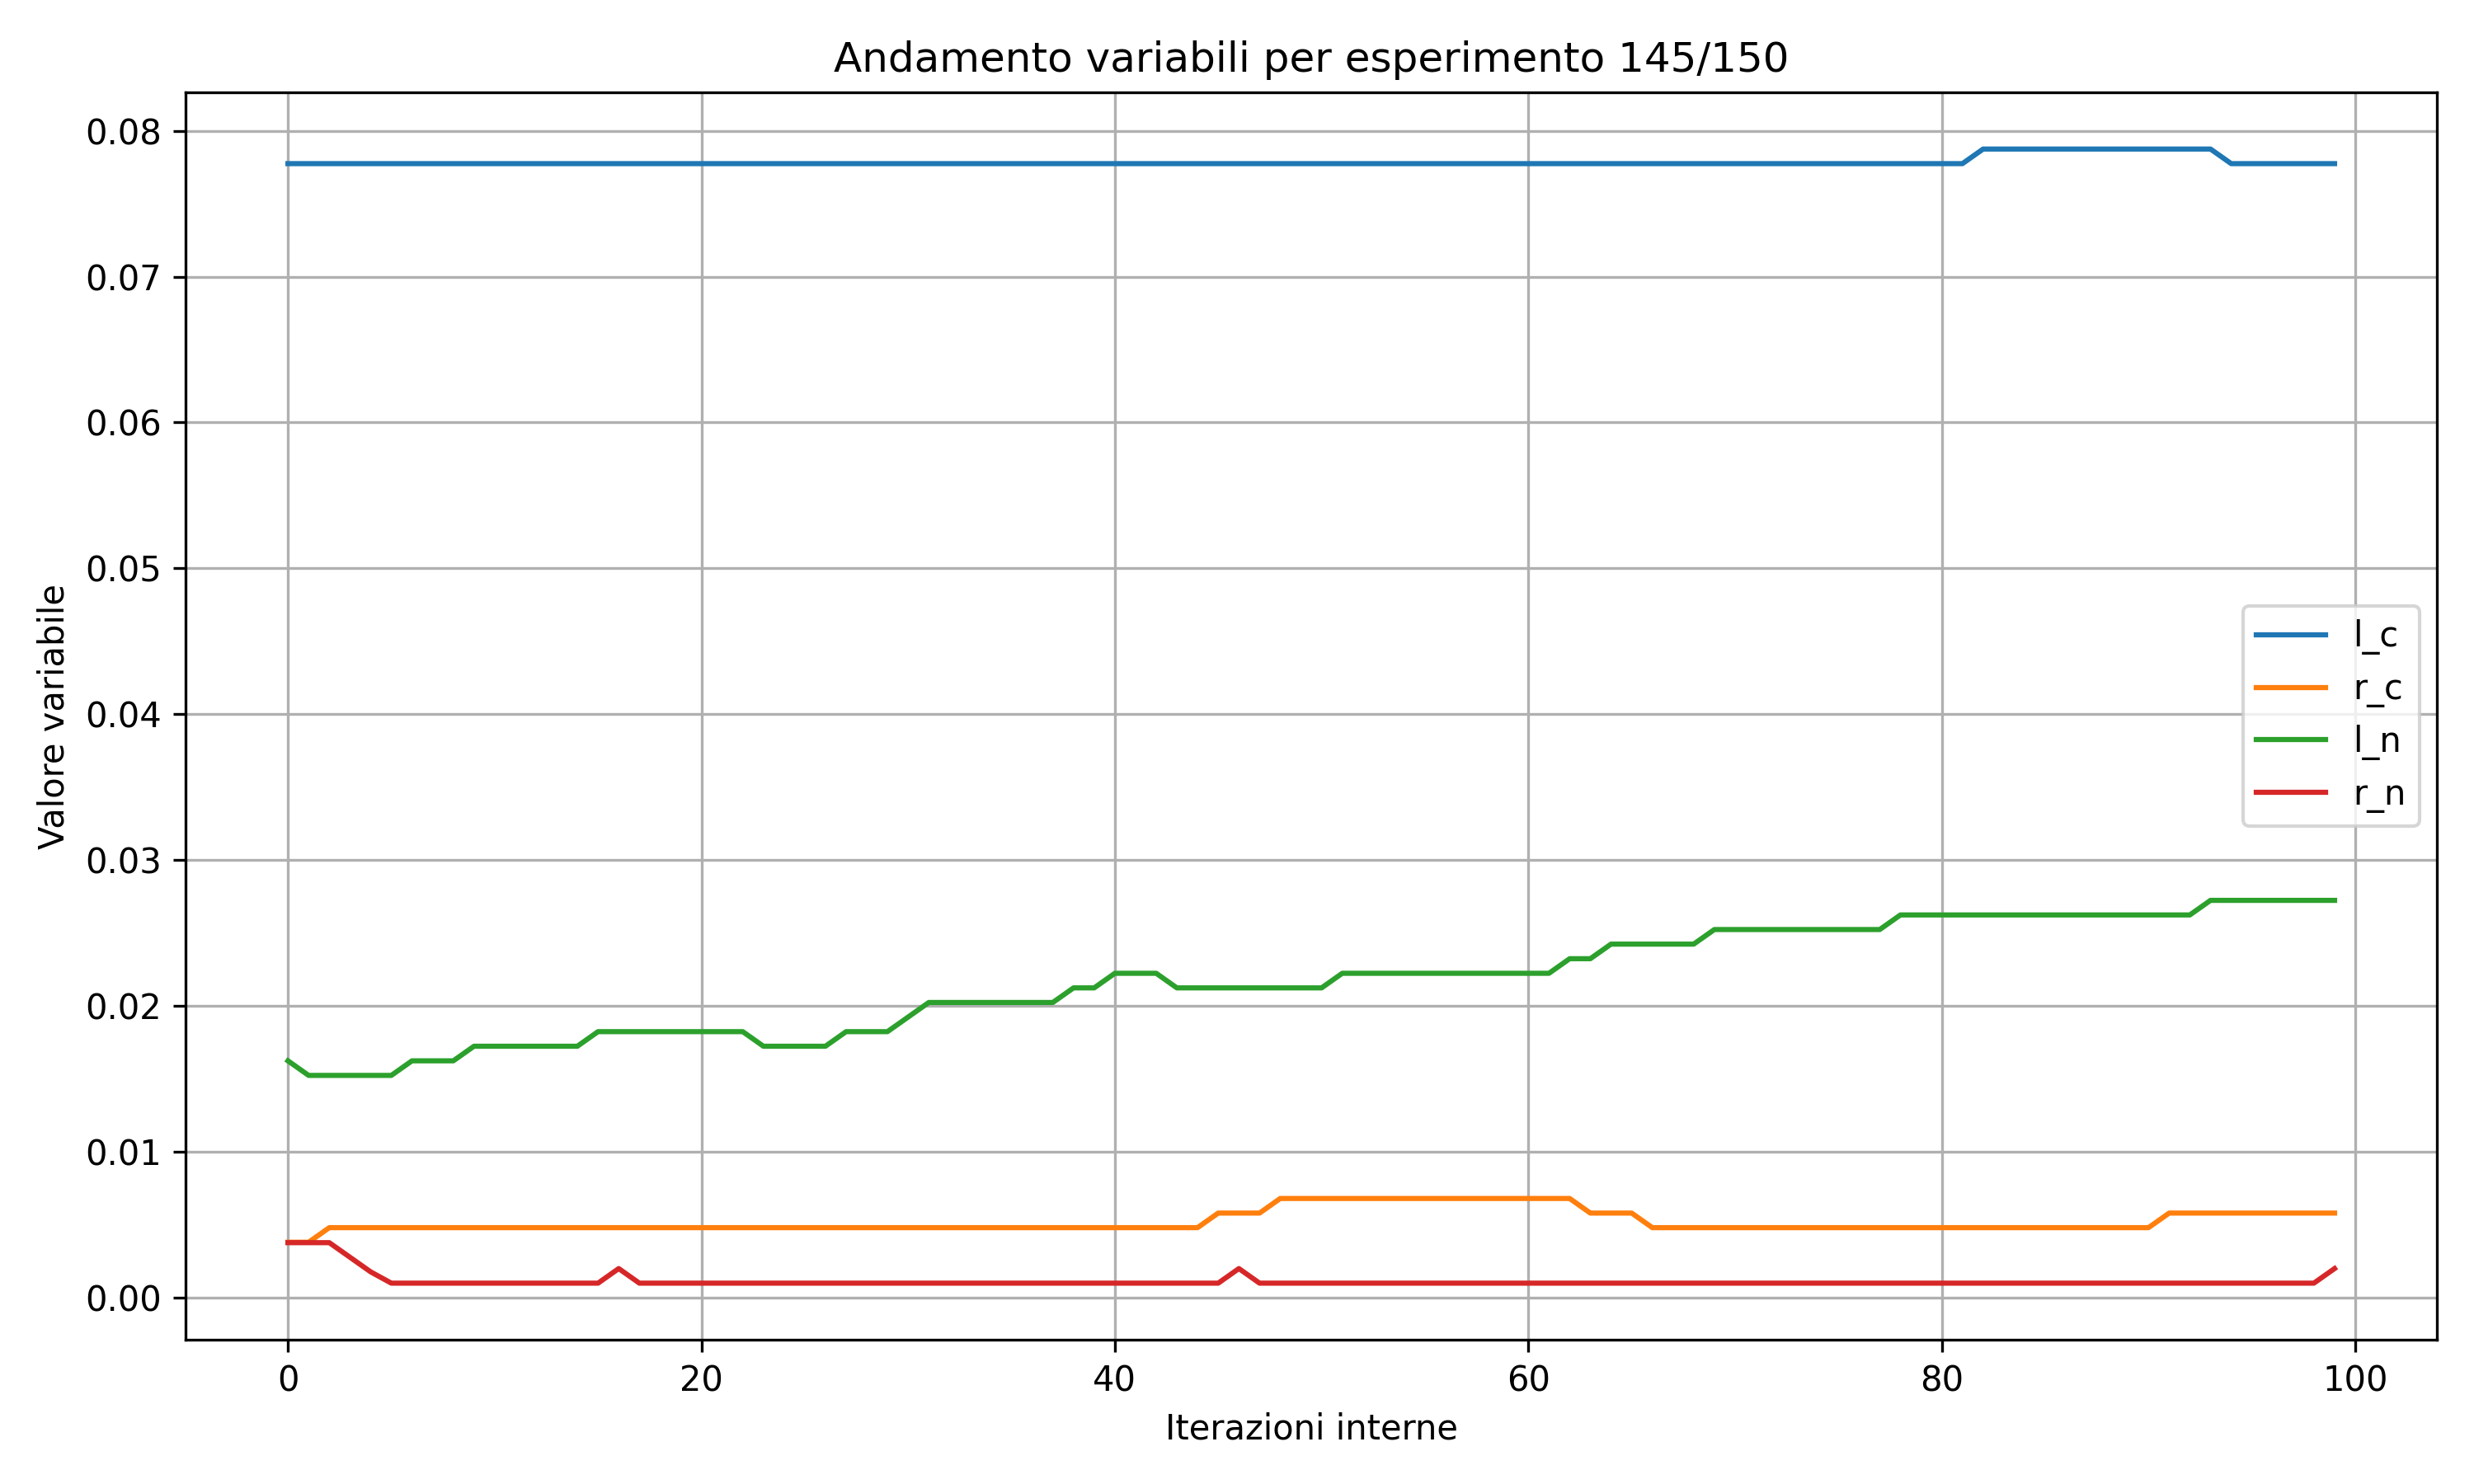 Andamento variabili per esperimento 145/150
Valore variabile
0.08
0.07
0.06
0.05
0.04
0.03
0.02
0.01
0.00
l_c
r_c
l_n
r_n
0 20 40 60 80 100
Iterazioni interne